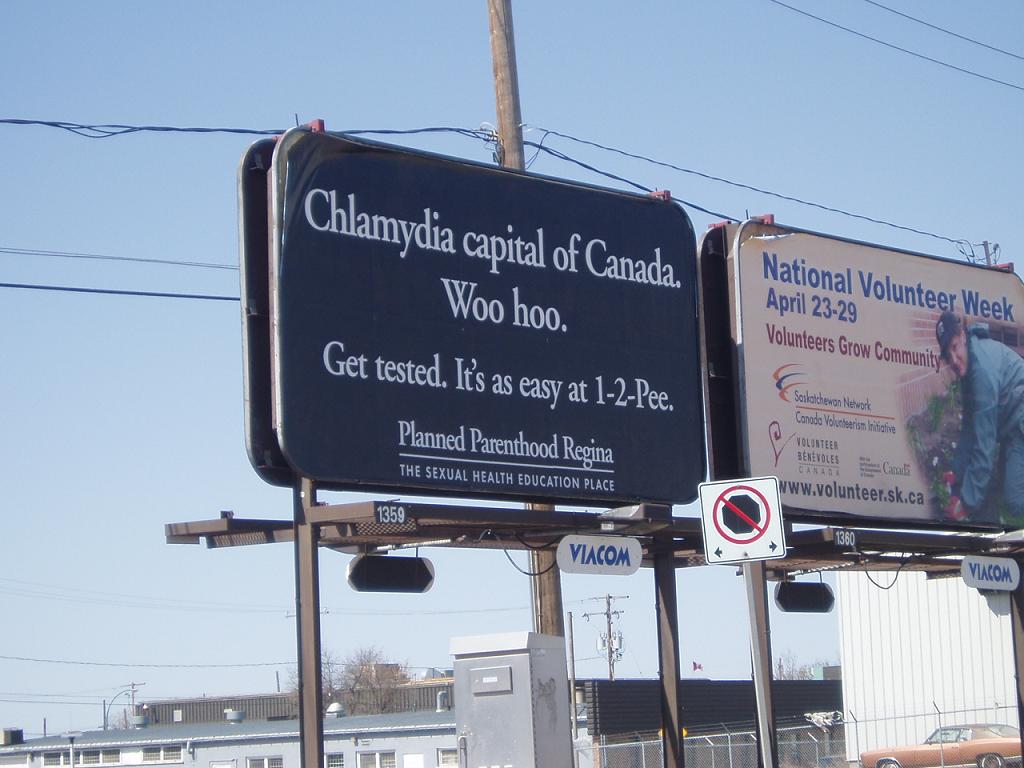 Chlamydia capital of Canada.
Woo hoo.
Get tested. It's as easy at 1-2-Pee.
Planned Parenthood Regina
THE SEXUAL HEALTH EDUCATION PLACE
1359
VIACOM
National Volunteer Week
April 23-29
Volunteers Grow Community
Saskatchewan Network
Canada Volunteerism Initiative
VOLUNTEER
BÉNÉVOLES
CANADA
Canada
www.volunteer.sk.ca
1360
VIACOM